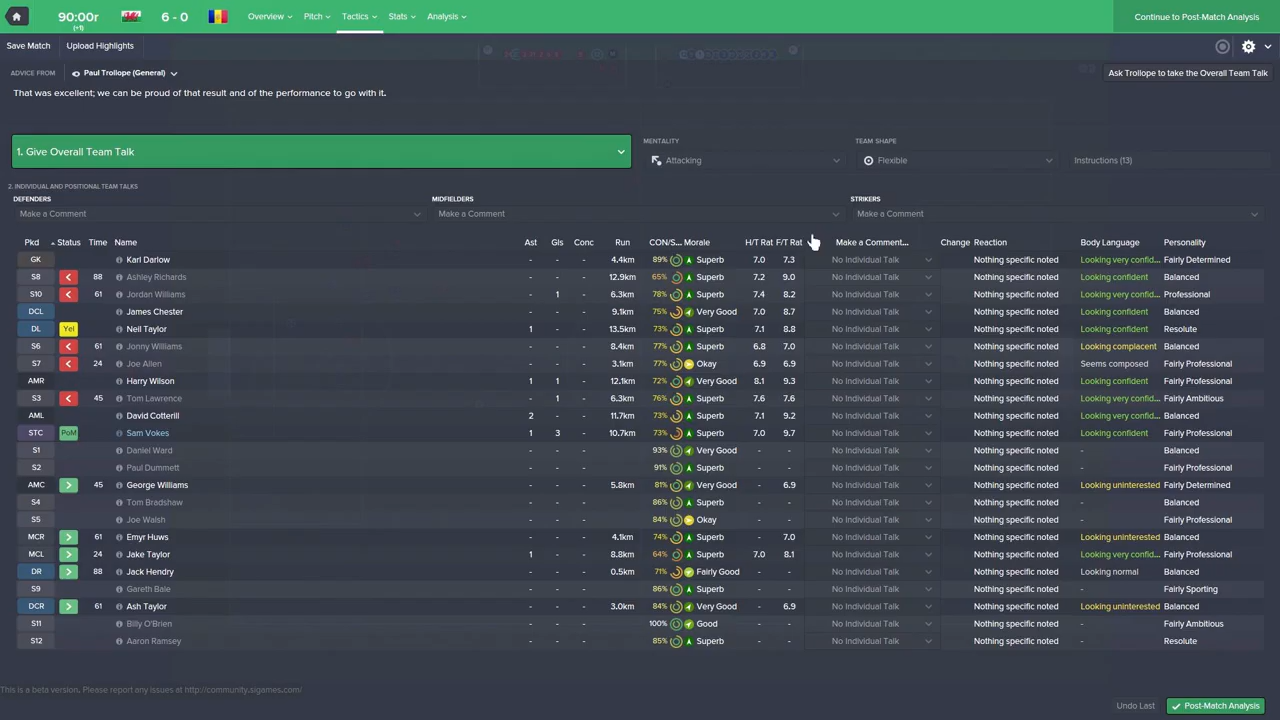 90:00r 6 - 0 Overview Pitch Tactics Stats Analysis Continue to Post-Match Analysis
(+1)
Save Match Upload Highlights
ADVICE FROM Paul Trollope (General) Ask Trollope to take the Overall Team Talk
That was excellent; we can be proud of that result and of the performance to go with it.
MENTALITY TEAM SHAPE
1. Give Overall Team Talk Attacking Flexible Instructions (13)
2. INDIVIDUAL AND POSITIONAL TEAM TALKS
DEFENDERS MIDFIELDERS STRIKERS
Make a Comment Make a Comment Make a Comment
Pkd Status Time Name Ast Gls Conc Run CON/S... Morale H/T Rat F/T Rat Make a Comment... Change Reaction Body Language Personality
GK Karl Darlow - - - 4.4km 89% Superb 7.0 7.3 No Individual Talk Nothing specific noted Looking very confid... Fairly Determined
S8 88 Ashley Richards - - - 12.9km 65% Superb 7.2 9.0 No Individual Talk Nothing specific noted Looking confident Balanced
S10 61 Jordan Williams - 1 - 6.3km 78% Superb 7.4 8.2 No Individual Talk Nothing specific noted Looking very confid... Professional
DCL James Chester - - - 9.1km 75% Very Good 7.0 8.7 No Individual Talk Nothing specific noted Looking confident Balanced
DL Yel Neil Taylor 1 - - 13.5km 73% Superb 7.1 8.8 No Individual Talk Nothing specific noted Looking confident Resolute
S6 61 Jonny Williams - - - 8.4km 77% Superb 6.8 7.0 No Individual Talk Nothing specific noted Looking complacent Balanced
S7 24 Joe Allen - - - 3.1km 77% Okay 6.9 6.9 No Individual Talk Nothing specific noted Seems composed Fairly Professional
AMR Harry Wilson 1 1 - 12.1km 72% Very Good 8.1 9.3 No Individual Talk Nothing specific noted Looking confident Fairly Professional
S3 45 Tom Lawrence - 1 - 6.3km 76% Superb 7.6 7.6 No Individual Talk Nothing specific noted Looking very confid... Fairly Ambitious
AML David Cotterill 2 - - 11.7km 73% Superb 7.1 9.2 No Individual Talk Nothing specific noted Looking very confid... Balanced
STC PoM Sam Vokes 1 3 - 10.7km 73% Superb 7.0 9.7 No Individual Talk Nothing specific noted Looking confident Fairly Professional
S1 Daniel Ward - - - 93% Very Good - - No Individual Talk Nothing specific noted - Balanced
S2 Paul Dummett - - - 91% Superb - - No Individual Talk Nothing specific noted - Fairly Professional
AMC 45 George Williams - - - 5.8km 81% Very Good - 6.9 No Individual Talk Nothing specific noted Looking uninterested Fairly Determined
S4 Tom Bradshaw - - - 86% Superb - - No Individual Talk Nothing specific noted - Balanced
S5 Joe Walsh - - - 84% Okay - - No Individual Talk Nothing specific noted - Fairly Professional
MCR 61 Emyr Huws - - - 4.1km 74% Superb - 7.0 No Individual Talk Nothing specific noted Looking uninterested Balanced
MCL 24 Jake Taylor 1 - - 8.8km 64% Superb 7.0 8.1 No Individual Talk Nothing specific noted Looking very confid... Fairly Professional
DR 88 Jack Hendry - - - 0.5km 71% Fairly Good - - No Individual Talk Nothing specific noted Looking normal Balanced
S9 Gareth Bale - - - 86% Superb - - No Individual Talk Nothing specific noted - Fairly Sporting
DCR 61 Ash Taylor - - - 3.0km 84% Very Good - 6.9 No Individual Talk Nothing specific noted Looking uninterested Balanced
S11 Billy O'Brien - - - 100% Good - - No Individual Talk Nothing specific noted - Fairly Ambitious
S12 Aaron Ramsey - - - 85% Superb - - No Individual Talk Nothing specific noted - Resolute
This is a beta version. Please report any issues at http://community.sigames.com/
Undo Last Post-Match Analysis